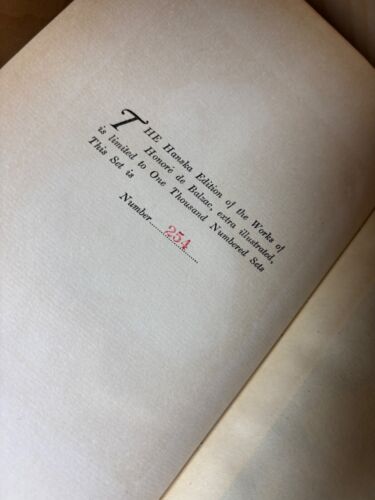 THE Hanska Edition of the Works of
Honoré de Balzac, extra illustrated,
is limited to One Thousand Numbered Sets
This Set is
Number......254......